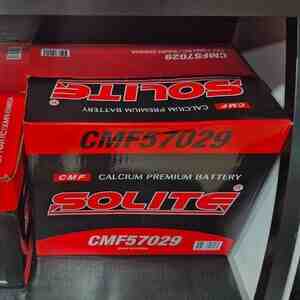 CMF57029
SOLITE
CMF
CALCIUM PREMIUM BATTERY
CMF57029
CMF CALCIUM PREMIUM BATTERY
SOLITE
CMF57029